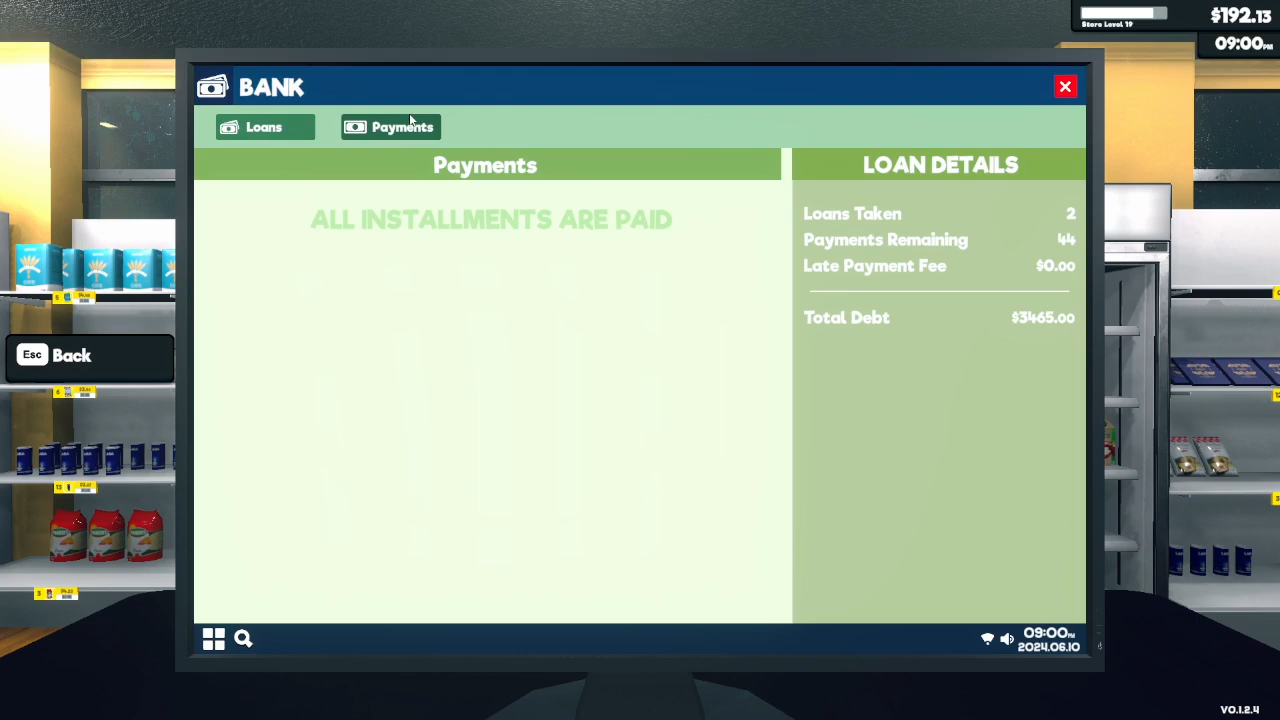 $192.13
Store Level 19
09:00PM
BANK
Loans
Payments
Payments
ALL INSTALLMENTS ARE PAID
LOAN DETAILS
Loans Taken 2
Payments Remaining 44
Late Payment Fee $0.00
Total Debt $3465.00
Esc Back
09:00PM
2024.06.10
V0.1.2.4